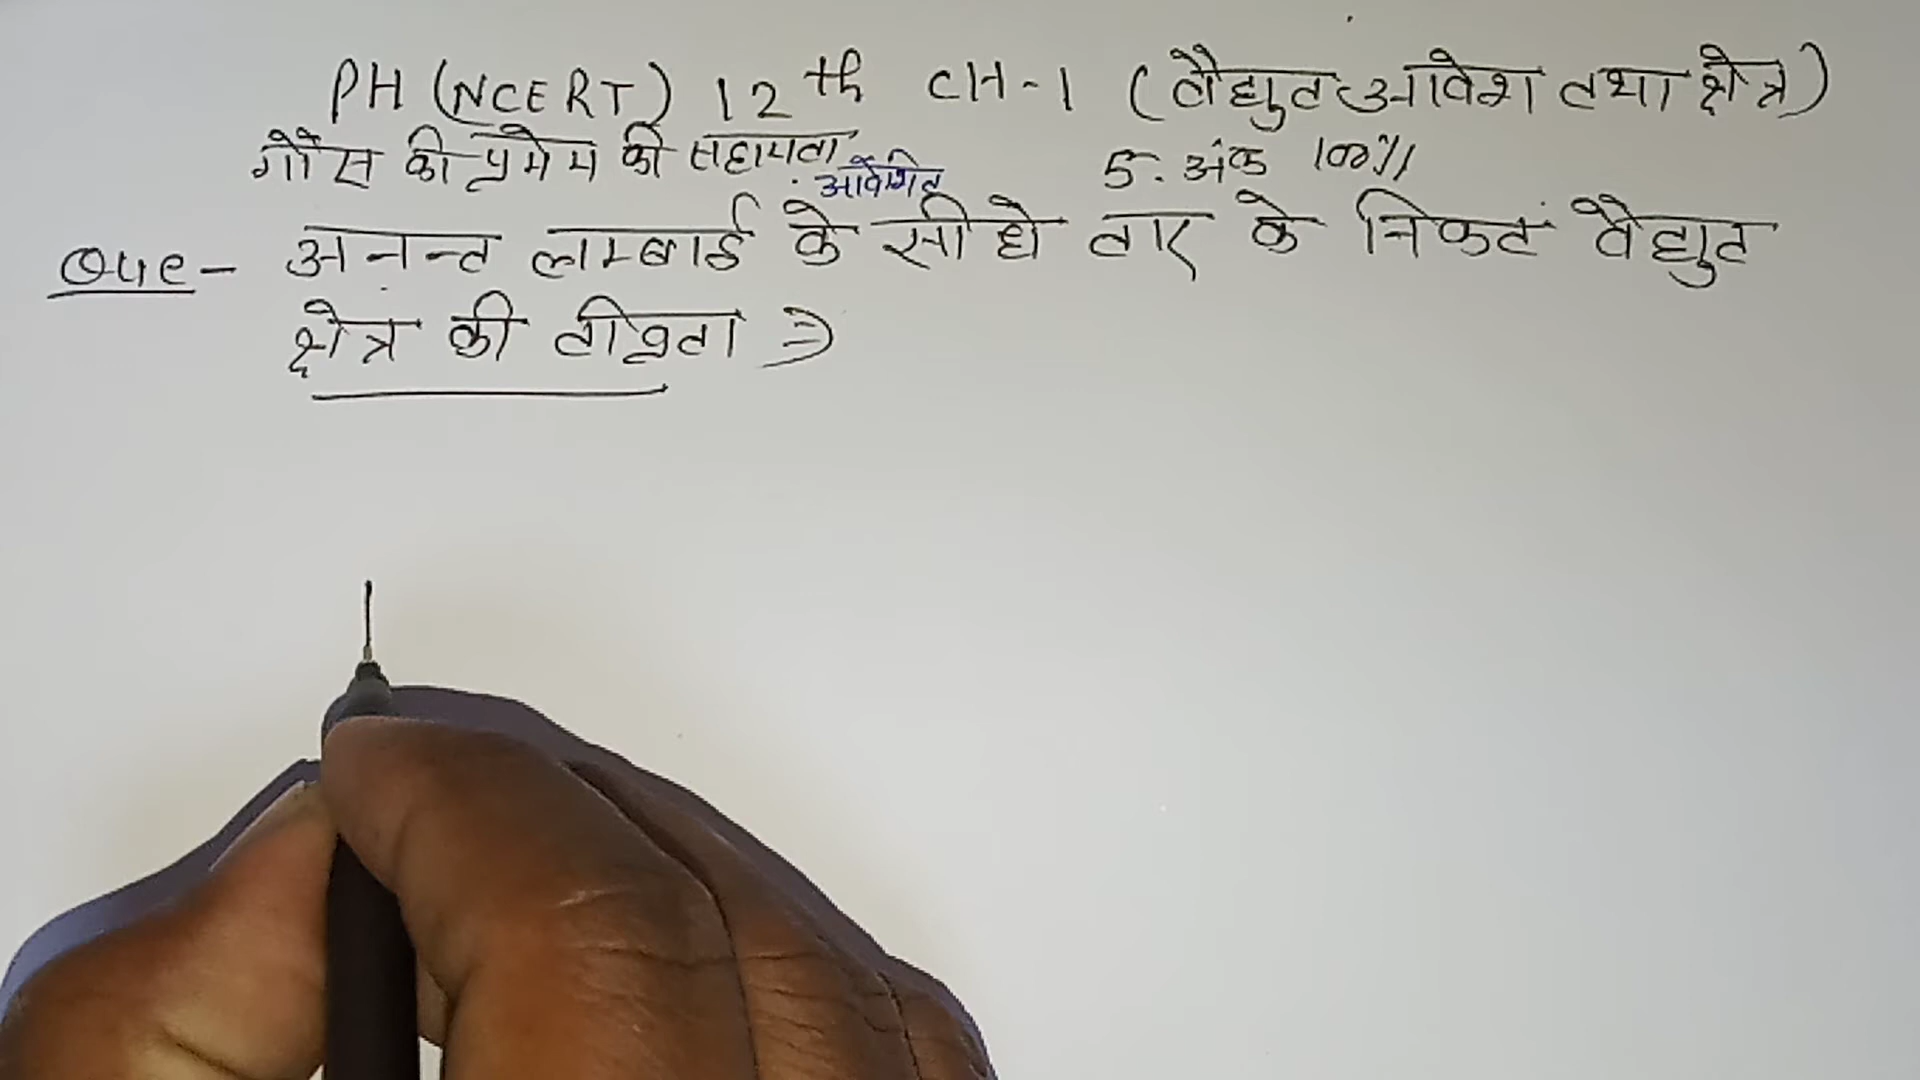 PH (NCERT) 12th CH-1 (वैद्युत आवेश तथा क्षेत्र)
गौस की प्रमेय की सहायता 5. अंक 100%
आवेशित
Que- अनन्त लम्बाई के सीधे तार के निकट वैद्युत
क्षेत्र की तीव्रता ⇒